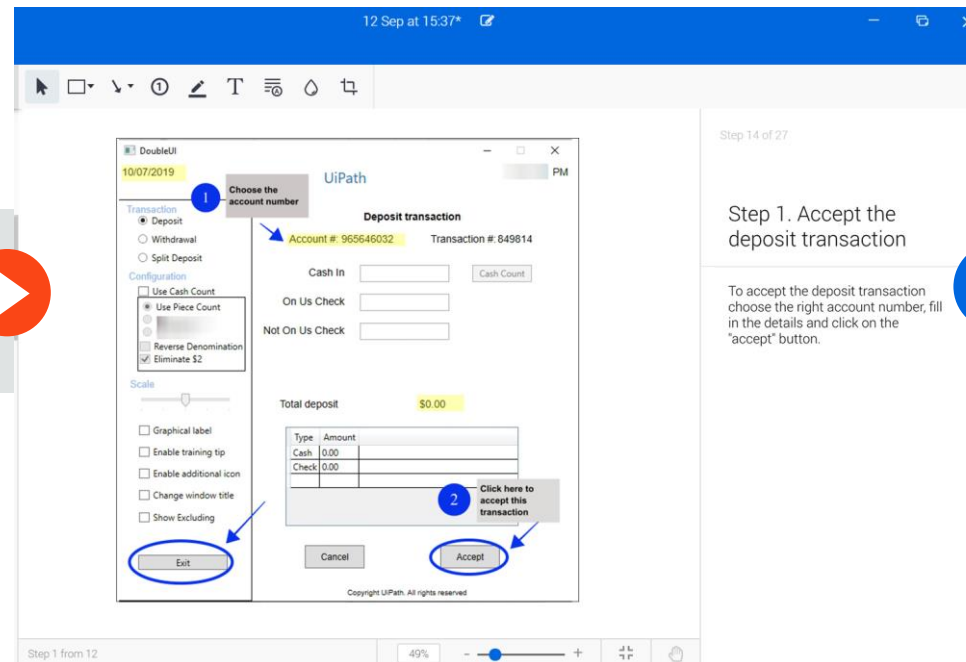 12 Sep at 15:37*
1
T
A
Step 14 of 27
Step 1. Accept the
deposit transaction
To accept the deposit transaction
choose the right account number, fill
in the details and click on the
"accept" button.
DoubleUI
10/07/2019
UiPath
PM
1
Choose the
account number
Transaction
Deposit
Withdrawal
Split Deposit
Configuration
Use Cash Count
Use Piece Count
Reverse Denomination
Eliminate $2
Scale
Graphical label
Enable training tip
Enable additional icon
Change window title
Show Excluding
Exit
Deposit transaction
Account #: 965646032 Transaction #: 849814
Cash In
Cash Count
On Us Check
Not On Us Check
Total deposit $0.00
Type Amount
Cash 0.00
Check 0.00
2
Click here to
accept this
transaction
Cancel
Accept
Copyright UiPath. All rights reserved
Step 1 from 12
49%